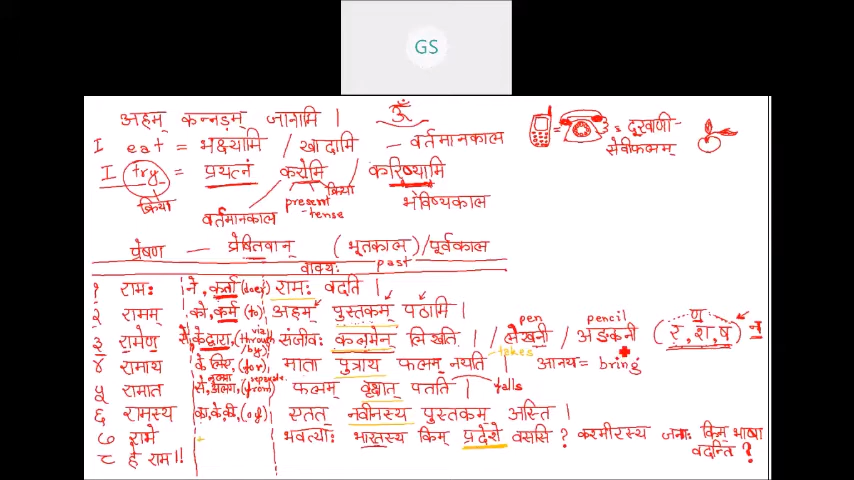 GS
अहम् कन्नडम् जानामि । ॐ
I eat = भक्ष्यामि / खादामि - वर्तमानकाल = दूरवाणी-
सेवीफलम्
I try = प्रयत्नं करोमि करिष्यामि
क्रिया वर्तमानकाल present-tense क्रिया भविष्यकाल
प्रेषण — प्रेषितवान् (भूतकाल) / पूर्वकाल
वाक्यः past
१ रामः ने, कर्ता (does) रामः वदति ।
२ रामम् को, कर्म (to) अहम् पुस्तकम् पठामि ।
pen pencil ण
३ रामेण से, केद्वारा, (via/through/by) संजीवः कलमेन लिखति । / लेखनी / अङकनी (र, श, ष) न
takes
४ रामाय के लिए, (for) माता पुत्राय फलम् नयति । आनय = bring
५ रामात से, अलग, (from) separate फलम् वृक्षात् पतति । falls
६ रामस्य का, के, की, (of) एतत् नवीनस्य पुस्तकम् अस्ति ।
७ रामे भवत्याः भारतस्य किम् प्रदेशे वससि ? कश्मीरस्य जनाः किम् भाषा
वदन्ति ?
८ हे राम !!